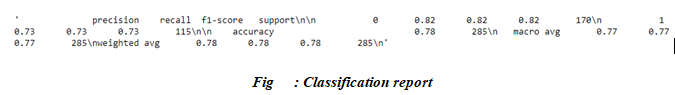 '              precision    recall  f1-score   support\n\n           0       0.82      0.82      0.82       170\n           1
0.73      0.73      0.73       115\n\n    accuracy                           0.78       285\n   macro avg       0.77      0.77
0.77       285\nweighted avg       0.78      0.78      0.78       285\n'
Fig : Classification report